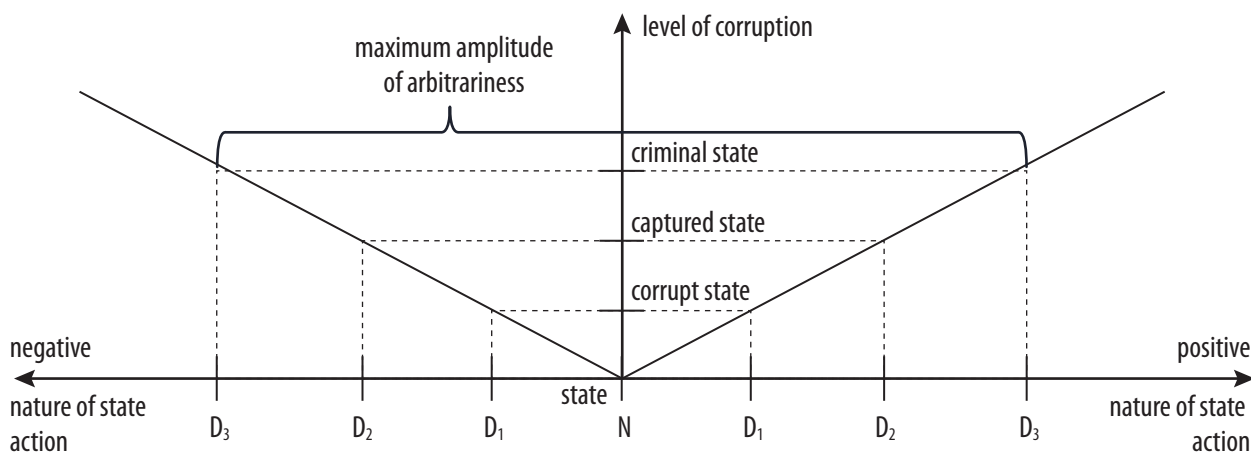 level of corruption
maximum amplitude
of arbitrariness
criminal state
captured state
corrupt state
negative
positive
state
nature of state
action
nature of state
action
D₃
D₂
D₁
N
D₁
D₂
D₃